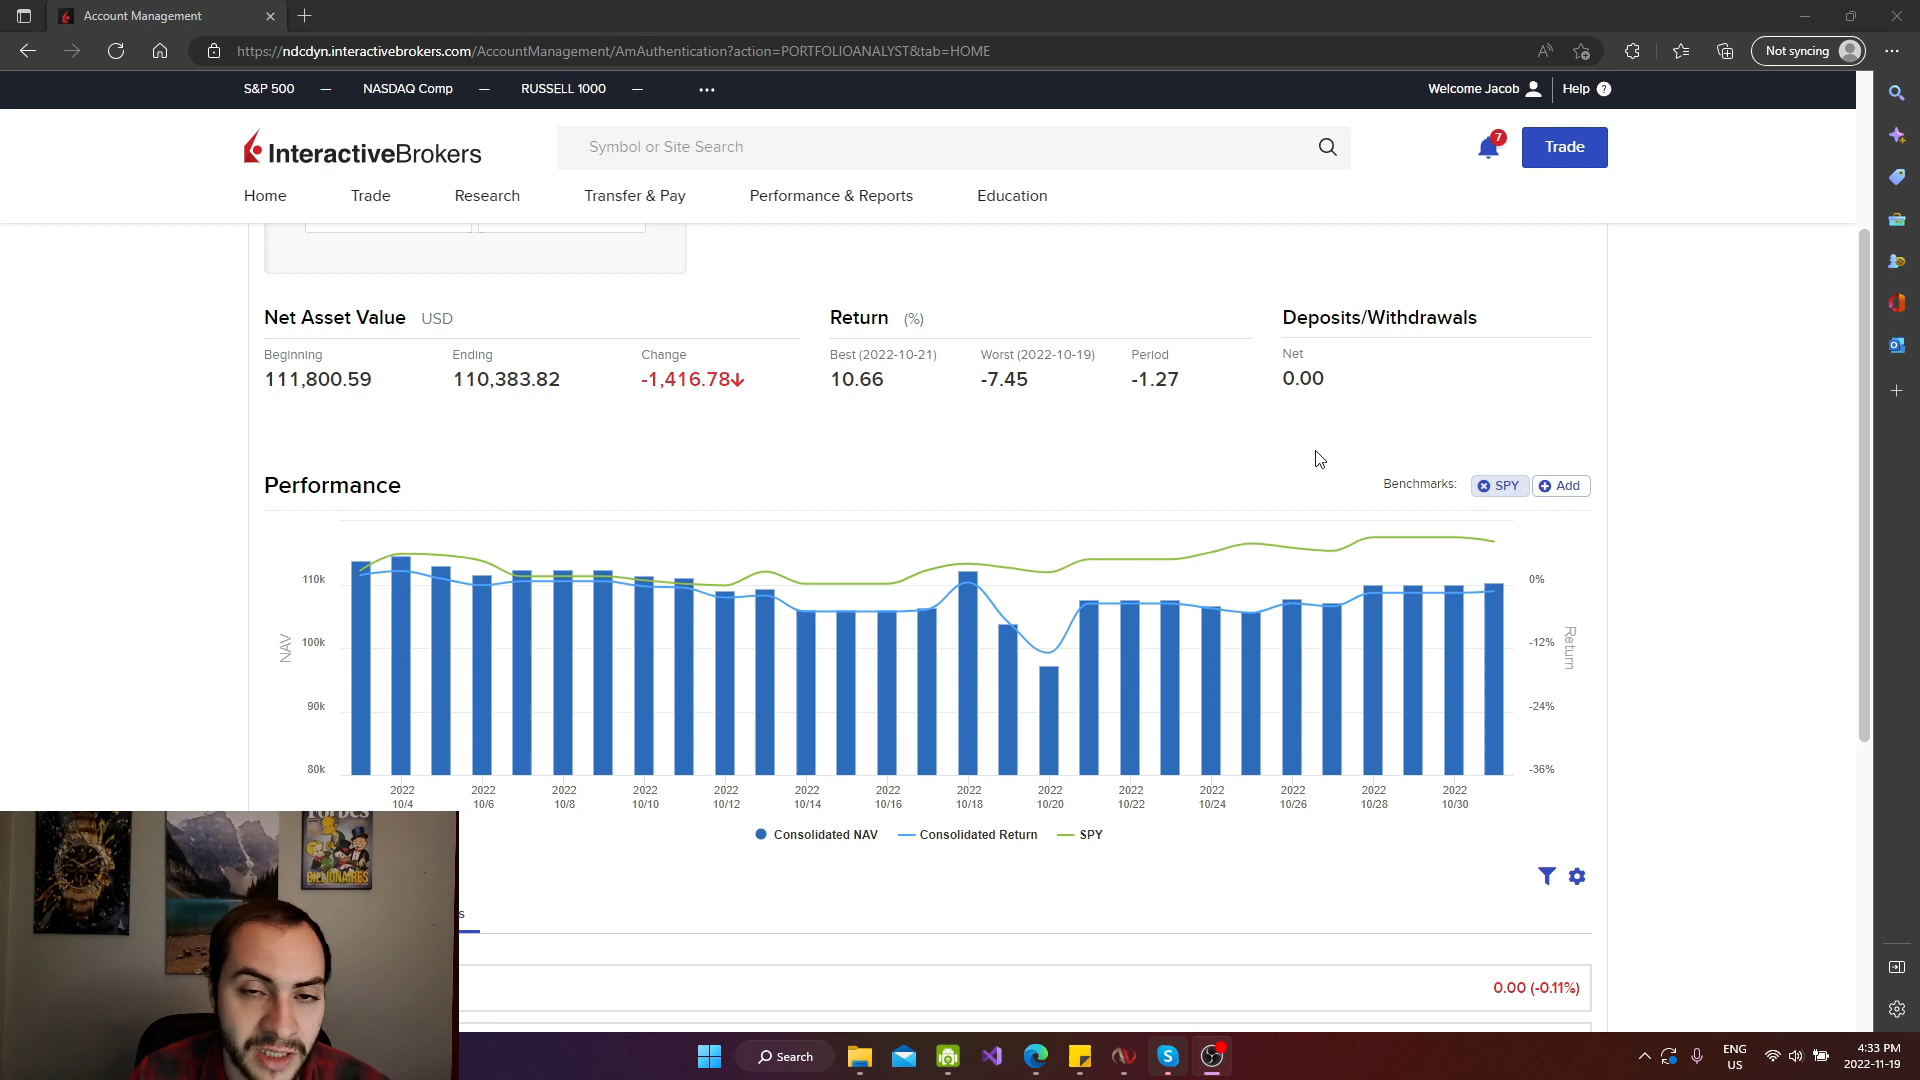 Account Management
https://ndcdyn.interactivebrokers.com/AccountManagement/AmAuthentication?action=PORTFOLIOANALYST&tab=HOME
Not syncing
S&P 500 — NASDAQ Comp — RUSSELL 1000 — •••
Welcome Jacob Help ?
InteractiveBrokers
Symbol or Site Search
7
Trade
Home Trade Research Transfer & Pay Performance & Reports Education
Net Asset Value USD
Return (%)
Deposits/Withdrawals
Beginning Ending Change
Best (2022-10-21) Worst (2022-10-19) Period
Net
111,800.59 110,383.82 -1,416.78
10.66 -7.45 -1.27
0.00
Performance
Benchmarks: SPY Add
110k
100k
90k
80k
NAV
0%
-12%
-24%
-36%
Return
2022 2022 2022 2022 2022 2022 2022 2022 2022 2022 2022 2022 2022 2022
10/4 10/6 10/8 10/10 10/12 10/14 10/16 10/18 10/20 10/22 10/24 10/26 10/28 10/30
Consolidated NAV Consolidated Return SPY
Forbes
BILLIONAIRES
s
0.00 (-0.11%)
Search
ENG
US
4:33 PM
2022-11-19